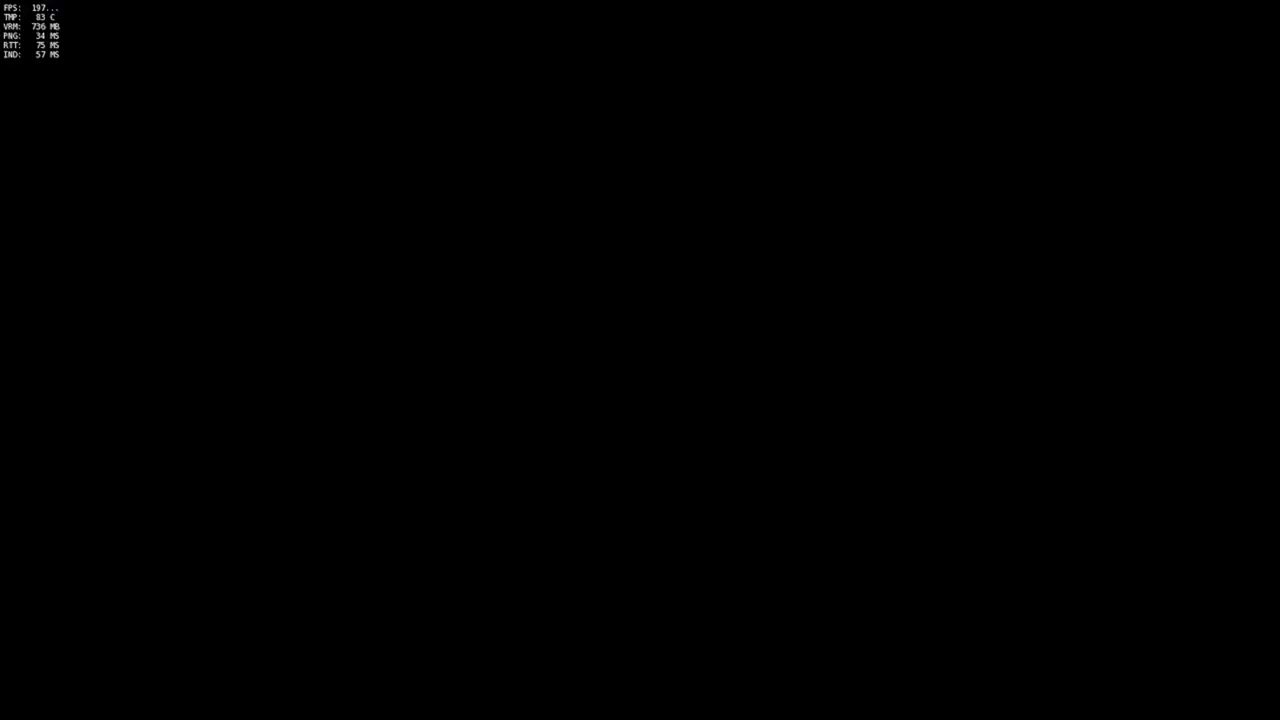 FPS: 197...
TMP: 83 C
VRM: 736 MB
PNG: 34 MS
RTT: 75 MS
IND: 57 MS